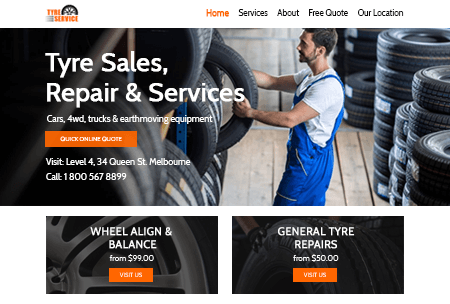 TYRE
SERVICE
Home Services About Free Quote Our Location
Tyre Sales,
Repair & Services
Cars, 4wd, trucks & earthmoving equipment
QUICK ONLINE QUOTE
Visit: Level 4, 34 Queen St. Melbourne
Call: 1 800 567 8899
WHEEL ALIGN &
BALANCE
from $99.00
VISIT US
GENERAL TYRE
REPAIRS
from $50.00
VISIT US